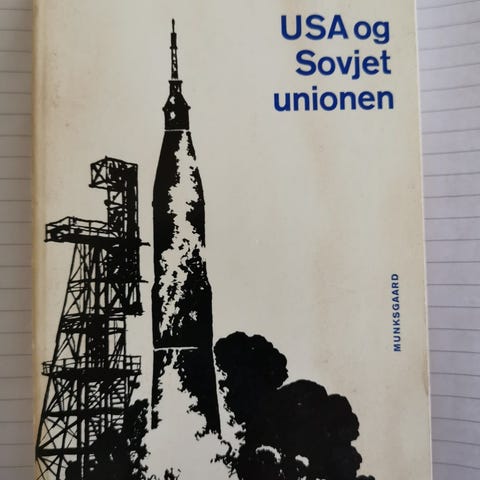 USA og
Sovjet
unionen
MUNKSGAARD